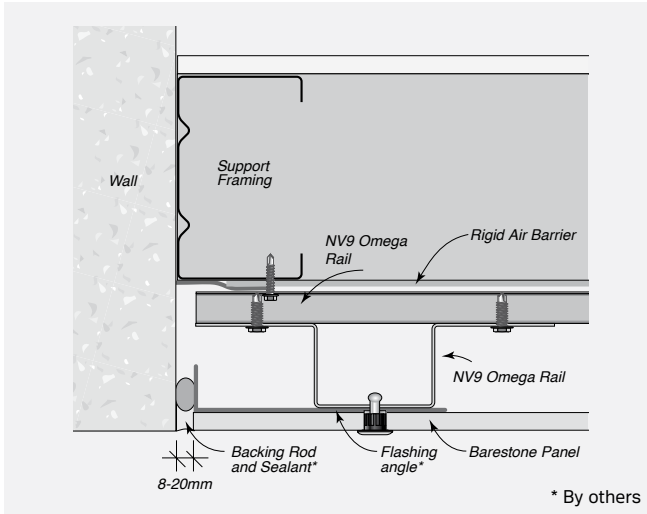 Wall
Support
Framing
NV9 Omega
Rail
Rigid Air Barrier
NV9 Omega Rail
Backing Rod
and Sealant*
Flashing
angle*
Barestone Panel
8-20mm
* By others